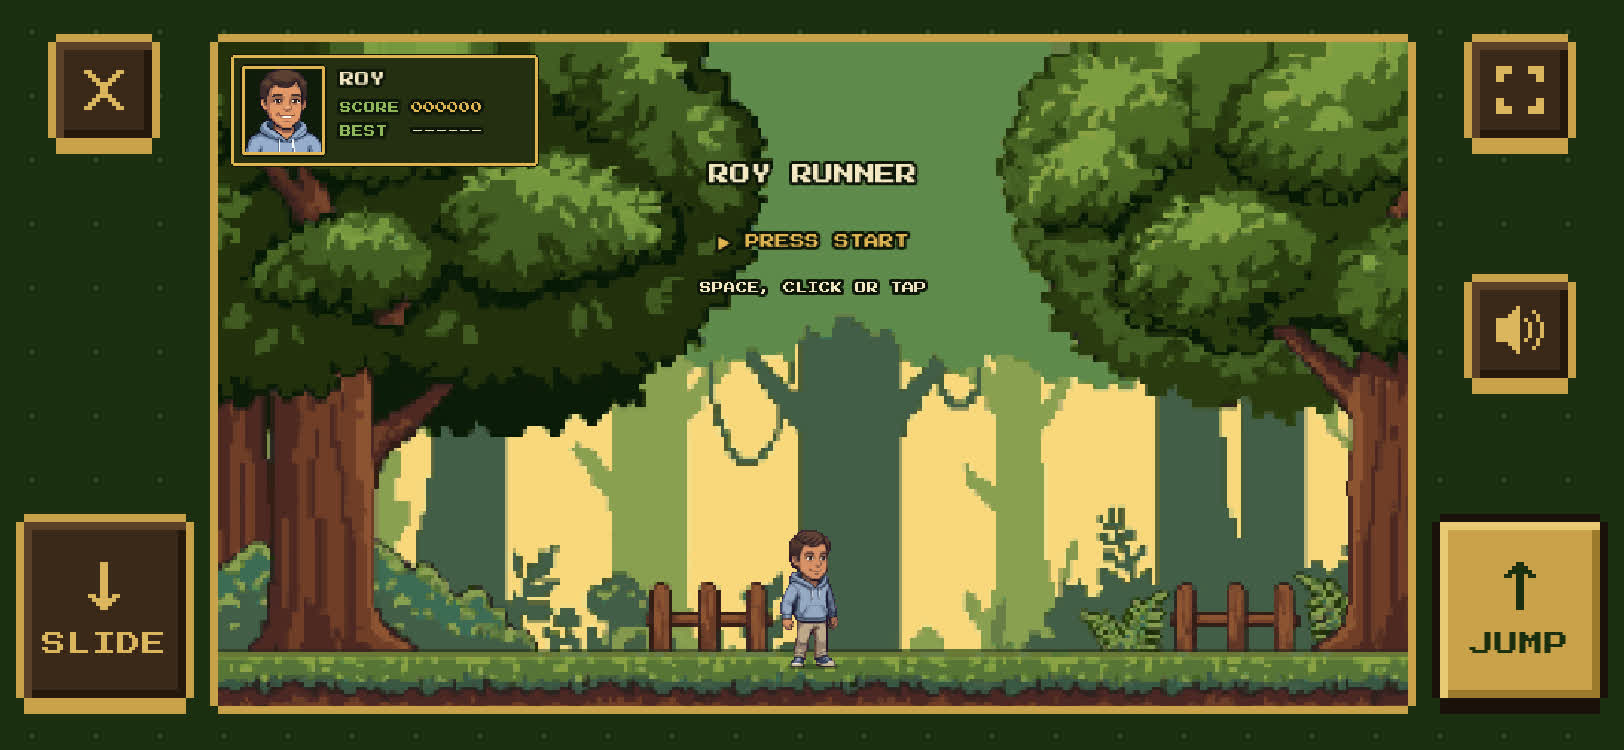 ROY
SCORE 000000
BEST ------
ROY RUNNER
▶ PRESS START
SPACE, CLICK OR TAP
SLIDE
JUMP